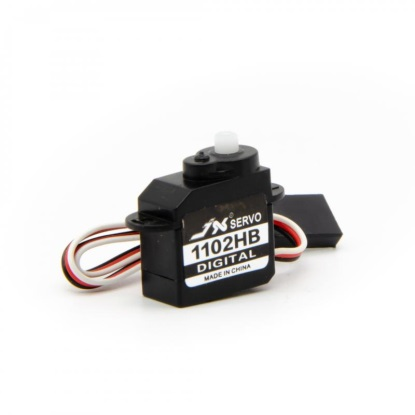 JX® SERVO
1102HB
DIGITAL
MADE IN CHINA